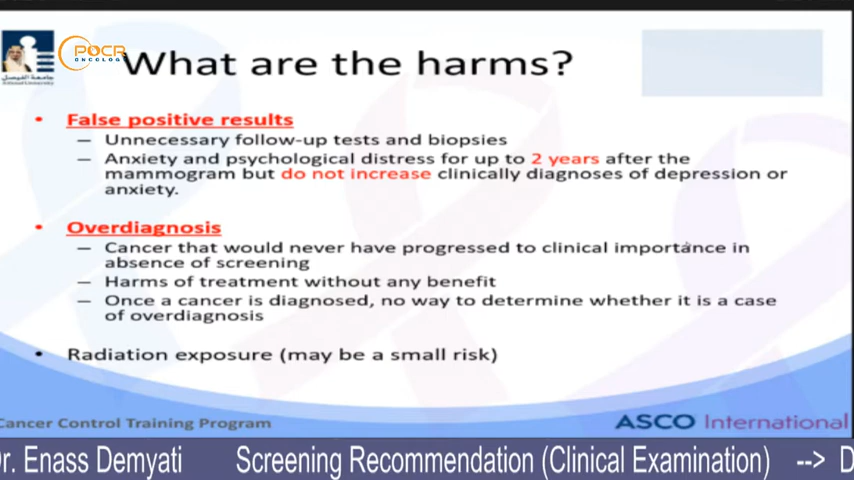 جامعة الفيصل
POCR
ONCOLOGY
What are the harms?
• False positive results
— Unnecessary follow-up tests and biopsies
— Anxiety and psychological distress for up to 2 years after the
mammogram but do not increase clinically diagnoses of depression or
anxiety.
• Overdiagnosis
— Cancer that would never have progressed to clinical importance in
absence of screening
— Harms of treatment without any benefit
— Once a cancer is diagnosed, no way to determine whether it is a case
of overdiagnosis
• Radiation exposure (may be a small risk)
Cancer Control Training Program
ASCO International
Dr. Enass Demyati Screening Recommendation (Clinical Examination) --> D